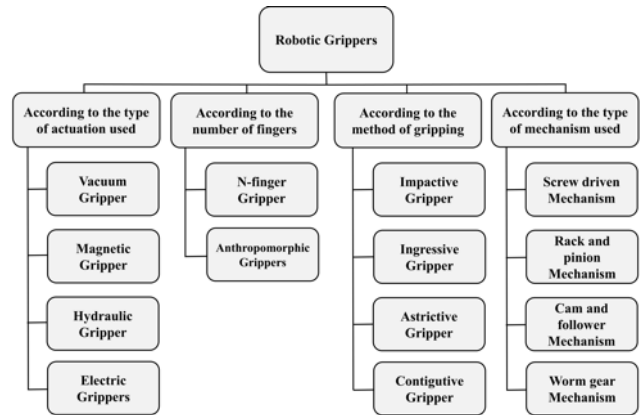 Robotic Grippers
According to the type
of actuation used
Vacuum
Gripper
Magnetic
Gripper
Hydraulic
Gripper
Electric
Grippers
According to the
number of fingers
N-finger
Gripper
Anthropomorphic
Grippers
According to the
method of gripping
Impactive
Gripper
Ingressive
Gripper
Astrictive
Gripper
Contigutive
Gripper
According to the type
of mechanism used
Screw driven
Mechanism
Rack and
pinion
Mechanism
Cam and
follower
Mechanism
Worm gear
Mechanism